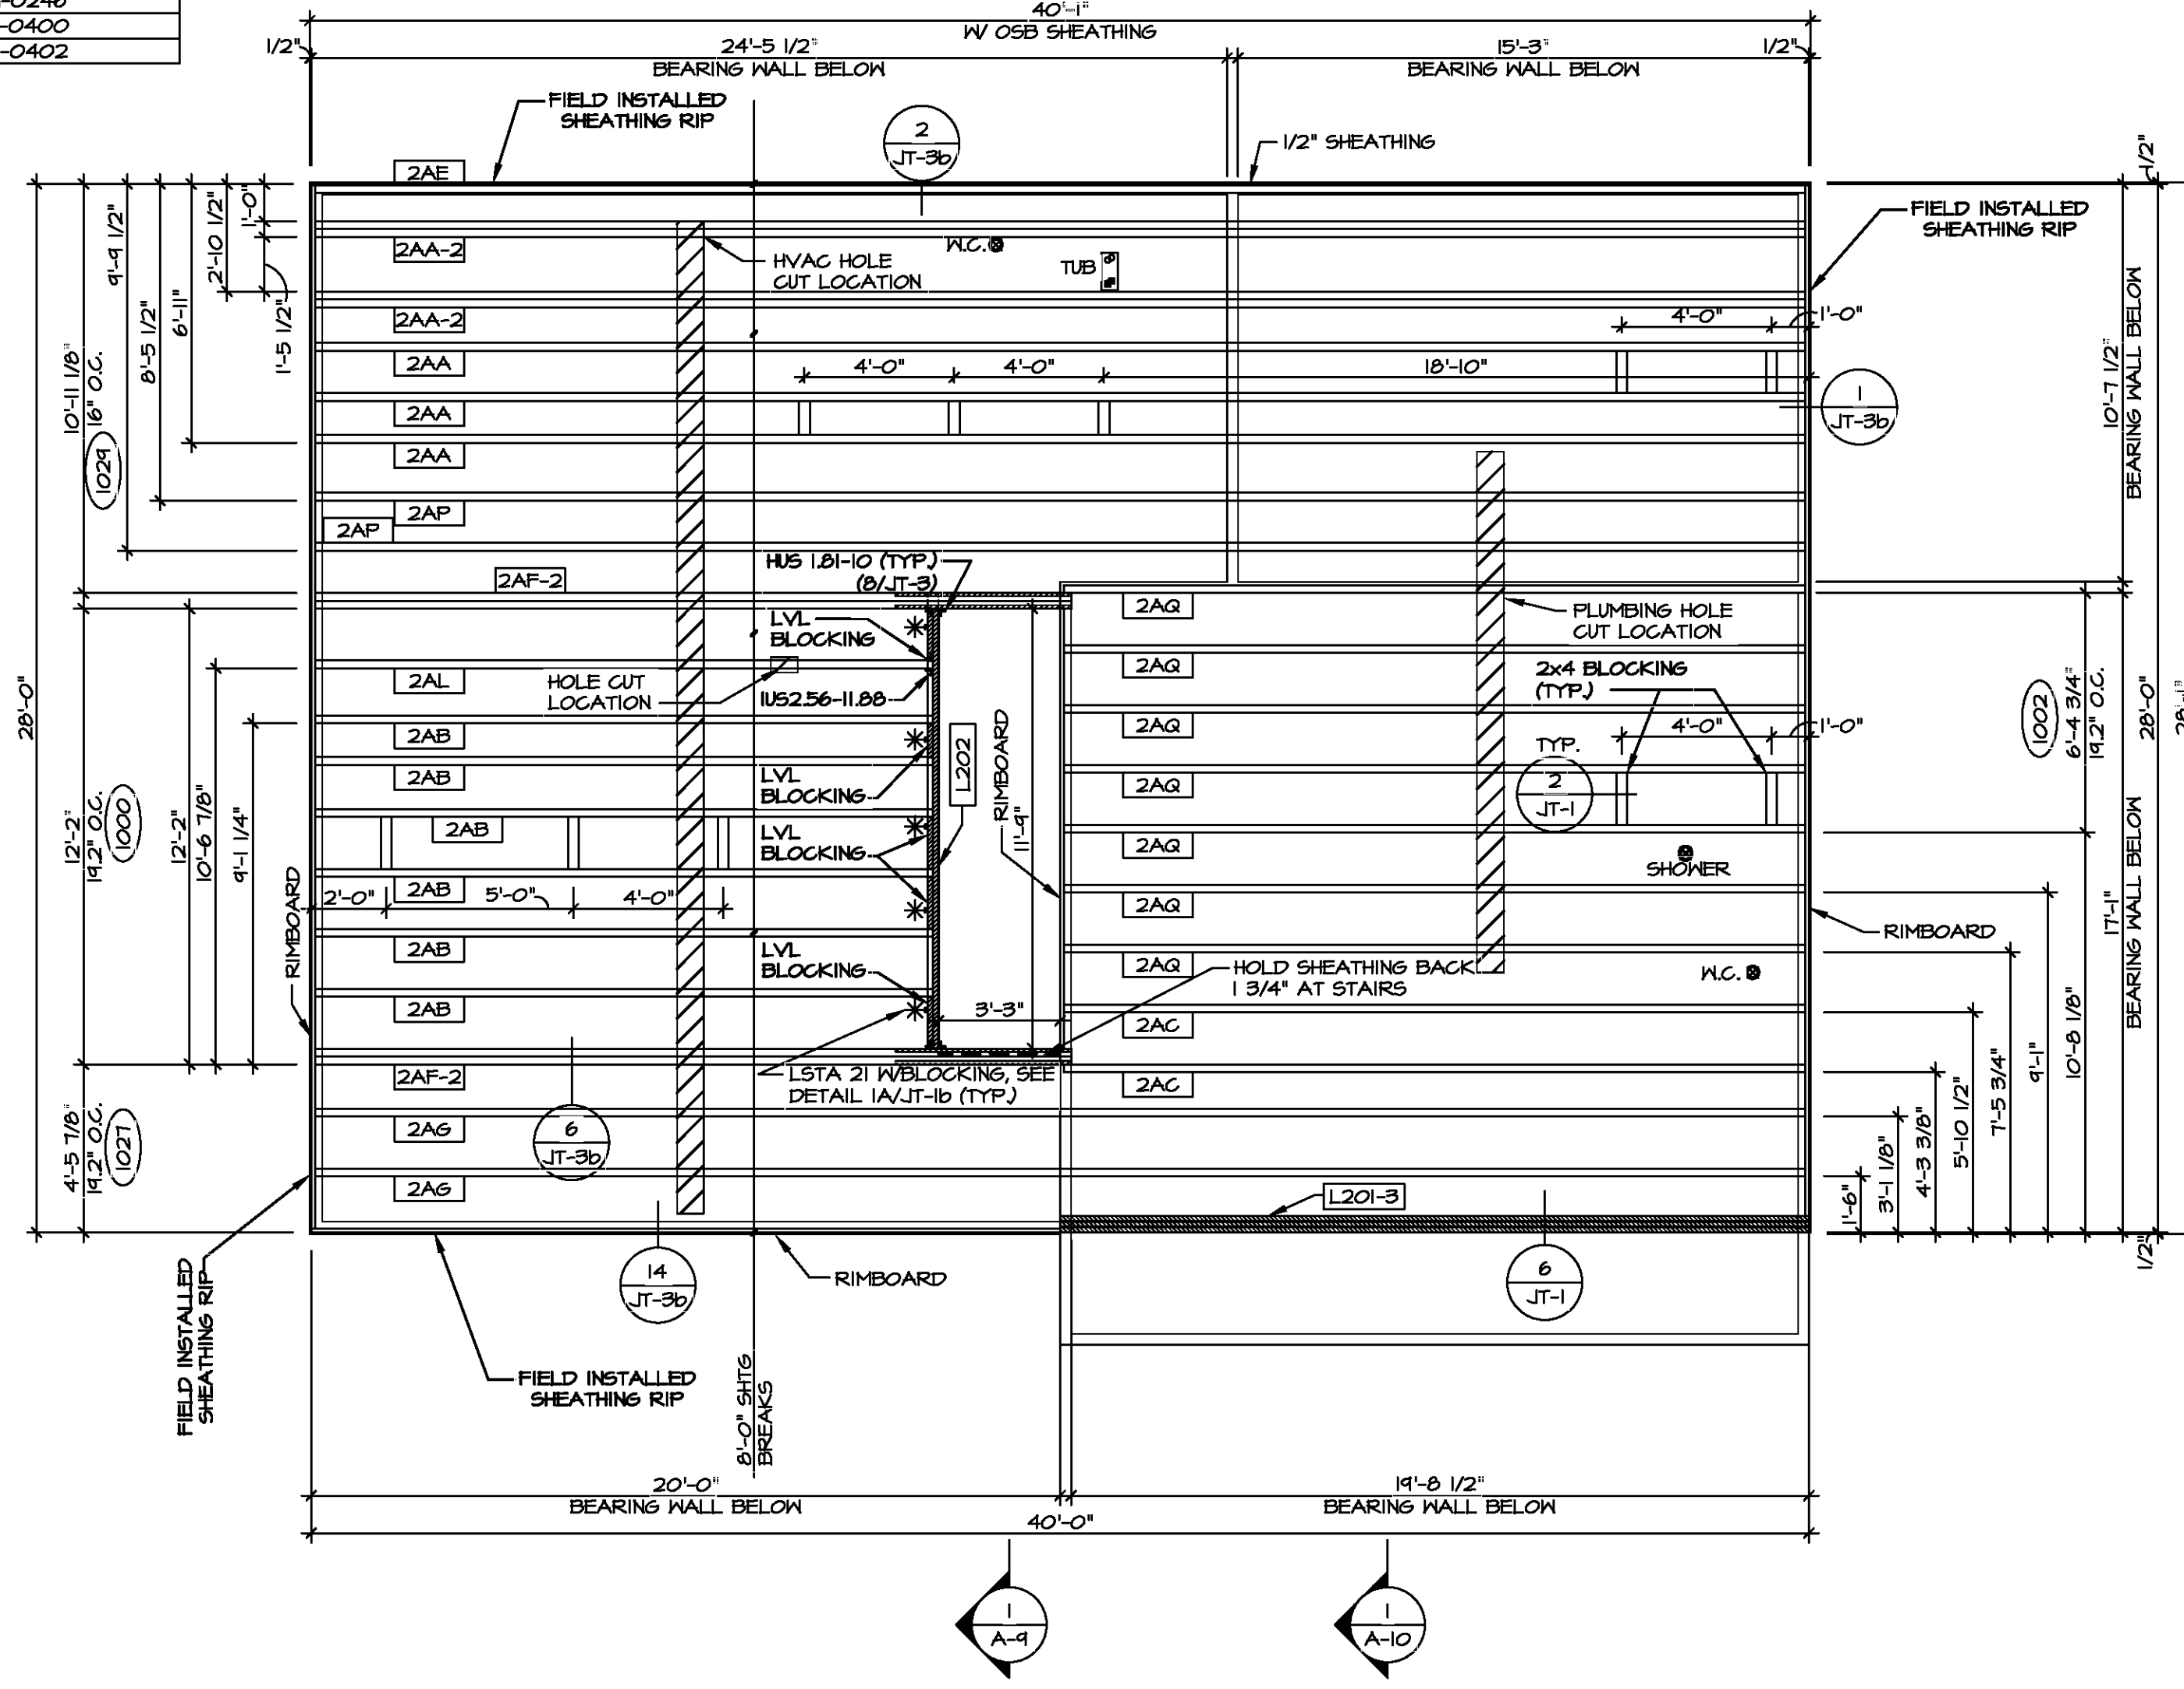 -0246
-0400
-0402
40'-1"
W/ OSB SHEATHING
1/2"
24'-5 1/2"
BEARING WALL BELOW
15'-3"
BEARING WALL BELOW
1/2"
FIELD INSTALLED
SHEATHING RIP
2
JT-3b
1/2" SHEATHING
1/2"
FIELD INSTALLED
SHEATHING RIP
2AE
2AA-2
HVAC HOLE
CUT LOCATION
W.C.
TUB
2AA-2
4'-0"
1'-0"
2AA
4'-0"
4'-0"
18'-10"
1
JT-3b
2AA
2AA
2AP
2AP
2AF-2
HUS 1.81-10 (TYP.)
(8/JT-3)
LVL
BLOCKING
2AQ
PLUMBING HOLE
CUT LOCATION
2AL
HOLE CUT
LOCATION
IUS2.56-11.88
2AQ
2x4 BLOCKING
(TYP.)
2AB
2AQ
4'-0"
1'-0"
2AB
LVL
BLOCKING
L202
RIMBOARD
11'-9"
2AQ
TYP.
2
JT-1
2AB
LVL
BLOCKING
2AQ
SHOWER
2AB
2'-0"
5'-0"
4'-0"
2AQ
RIMBOARD
2AB
LVL
BLOCKING
2AQ
HOLD SHEATHING BACK
1 3/4" AT STAIRS
W.C.
2AB
3'-3"
2AC
2AF-2
LSTA 21 W/BLOCKING, SEE
DETAIL 1A/JT-1b (TYP.)
2AC
2AG
6
JT-3b
2AG
L201-3
14
JT-3b
RIMBOARD
6
JT-1
FIELD INSTALLED
SHEATHING RIP
FIELD INSTALLED
SHEATHING RIP
8'-0" SHTG
BREAKS
RIMBOARD
28'-0"
10'-11 1/8"
16" O.C.
1029
9'-9 1/2"
8'-5 1/2"
6'-11"
2'-10 1/2"
1'-0"
1'-5 1/2"
12'-2"
19.2" O.C.
1000
12'-2"
10'-6 7/8"
9'-1 1/4"
4'-5 7/8"
19.2" O.C.
1027
10'-7 1/2"
BEARING WALL BELOW
1002
6'-4 3/4"
19.2" O.C.
28'-0"
28'-1"
17'-1"
BEARING WALL BELOW
1'-6"
3'-1 1/8"
4'-3 3/8"
5'-10 1/2"
7'-5 3/4"
9'-1"
10'-8 1/8"
1/2"
20'-0"
BEARING WALL BELOW
19'-8 1/2"
BEARING WALL BELOW
40'-0"
1
A-9
1
A-10